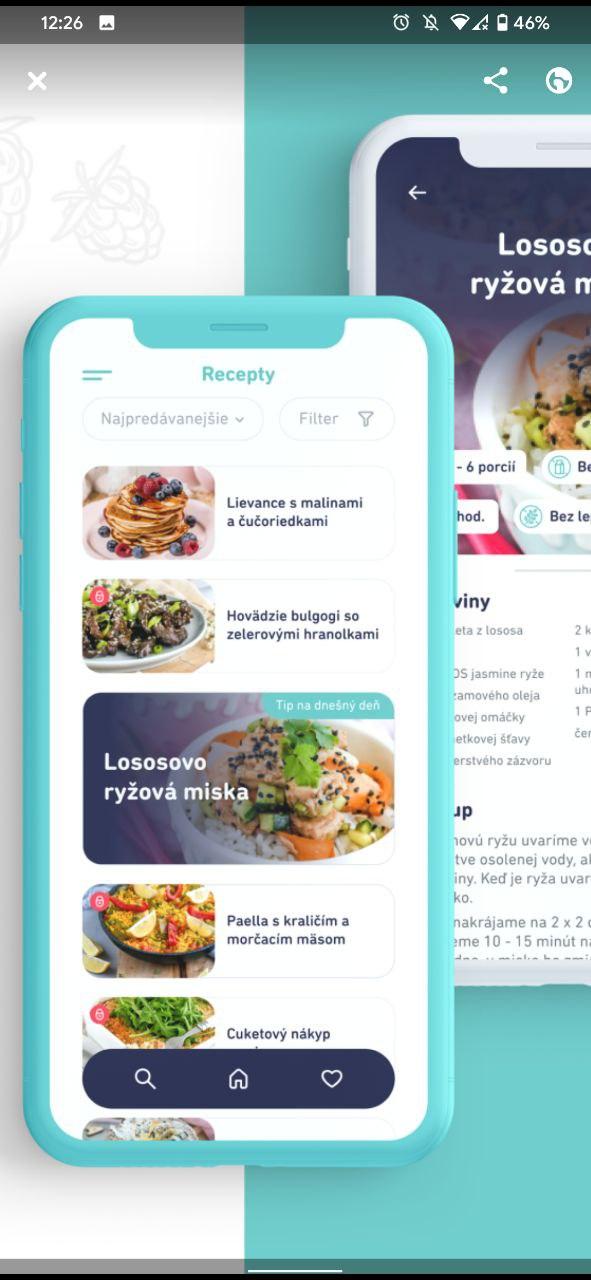 12:26
46%
Recepty
Najpredávanejšie
Filter
Lievance s malinami
a čučoriedkami
Hovädzie bulgogi so
zelerovými hranolkami
Tip na dnešný deň
Lososovo
ryžová miska
Paella s kraličím a
morčacím mäsom
Cuketový nákyp
Lososo
ryžová m
- 6 porcií
Be
hod.
Bez le
viny
eta z lososa
OS jasmine ryže
zamového oleja
ovej omáčky
etkovej šťavy
erstvého zázvoru
2 k
1 v
1 m
uho
1 P
čer
up
novú ryžu uvaríme v
tve osolenej vody, al
iny. Keď je ryža uvar
ko.
nakrájame na 2 x 2 c
eme 10 - 15 minút na